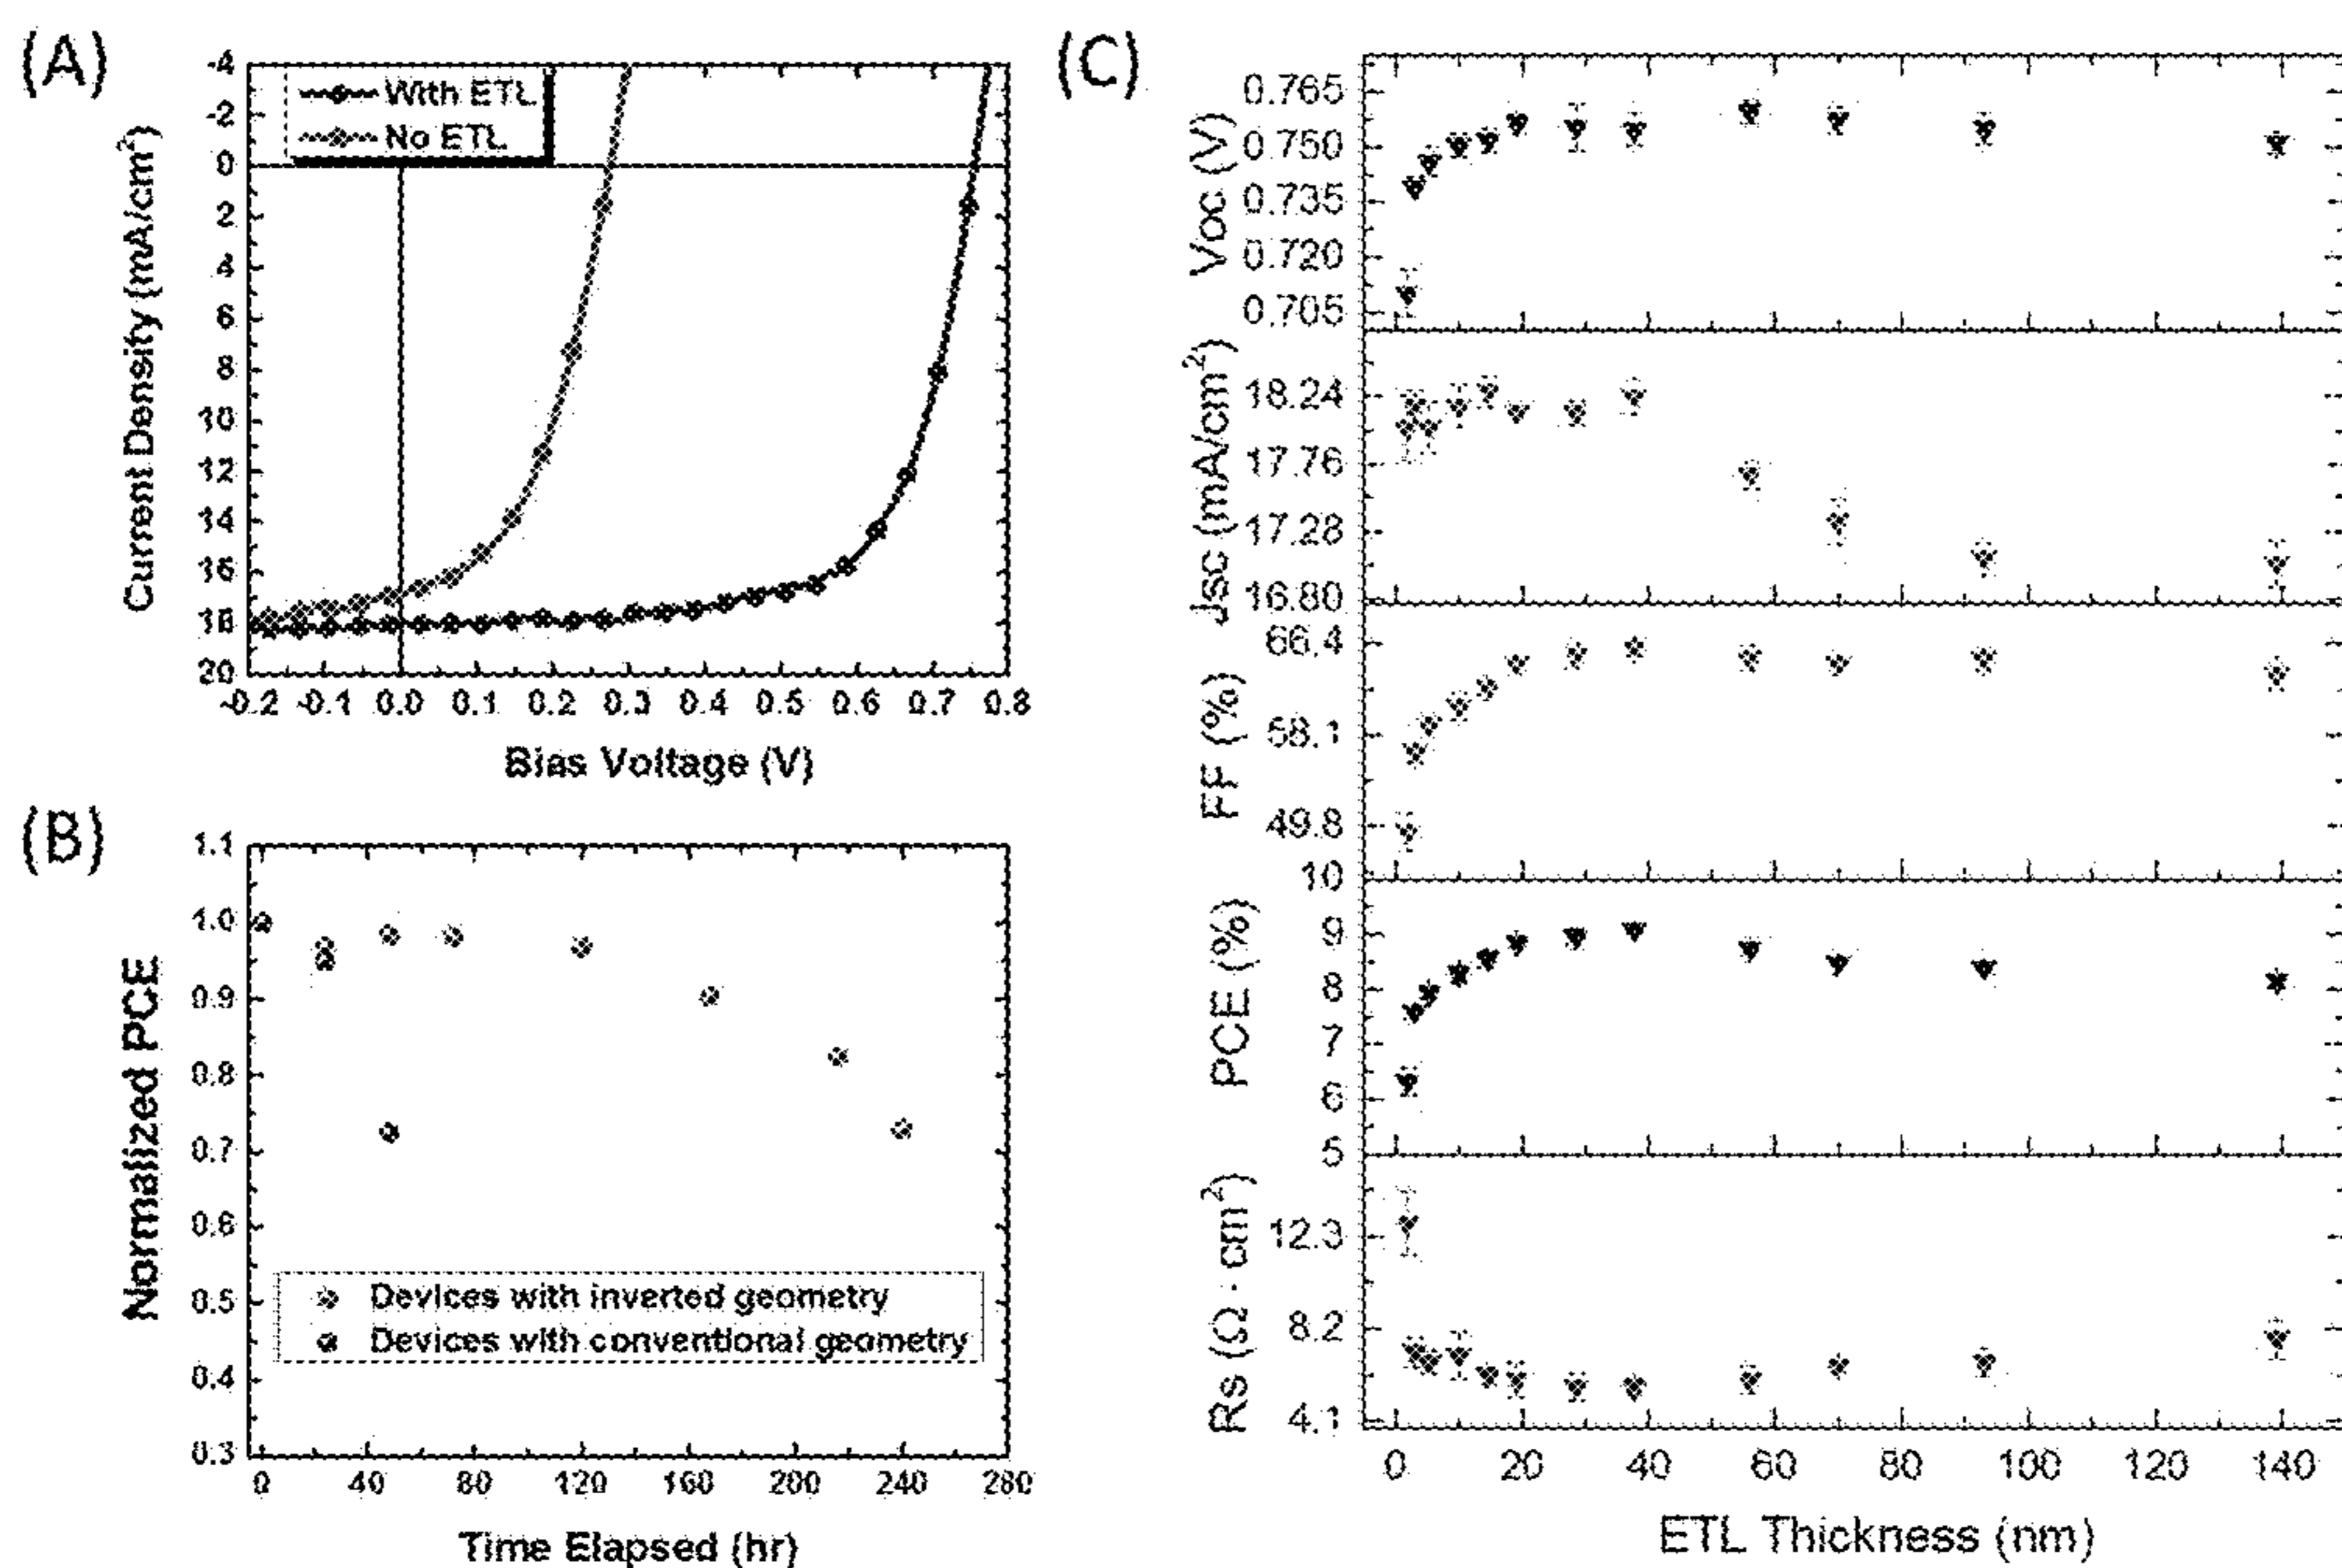 (A)
-4
-2
0
2
4
6
8
10
12
14
16
18
20
With ETL
No ETL
Current Density (mA/cm²)
-0.2 -0.1 0.0 0.1 0.2 0.3 0.4 0.5 0.6 0.7 0.8
Bias Voltage (V)
(B)
1.1
1.0
0.9
0.8
0.7
0.6
0.5
0.4
0.3
Normalized PCE
Devices with inverted geometry
Devices with conventional geometry
0 40 80 120 160 200 240 280
Time Elapsed (hr)
(C)
0.765
0.750
0.735
0.720
0.705
Voc (V)
18.24
17.76
17.28
16.80
Jsc (mA/cm²)
66.4
58.1
49.8
FF (%)
10
9
8
7
6
5
PCE (%)
12.3
8.2
4.1
Rs (Ω · cm²)
0 20 40 60 80 100 120 140
ETL Thickness (nm)